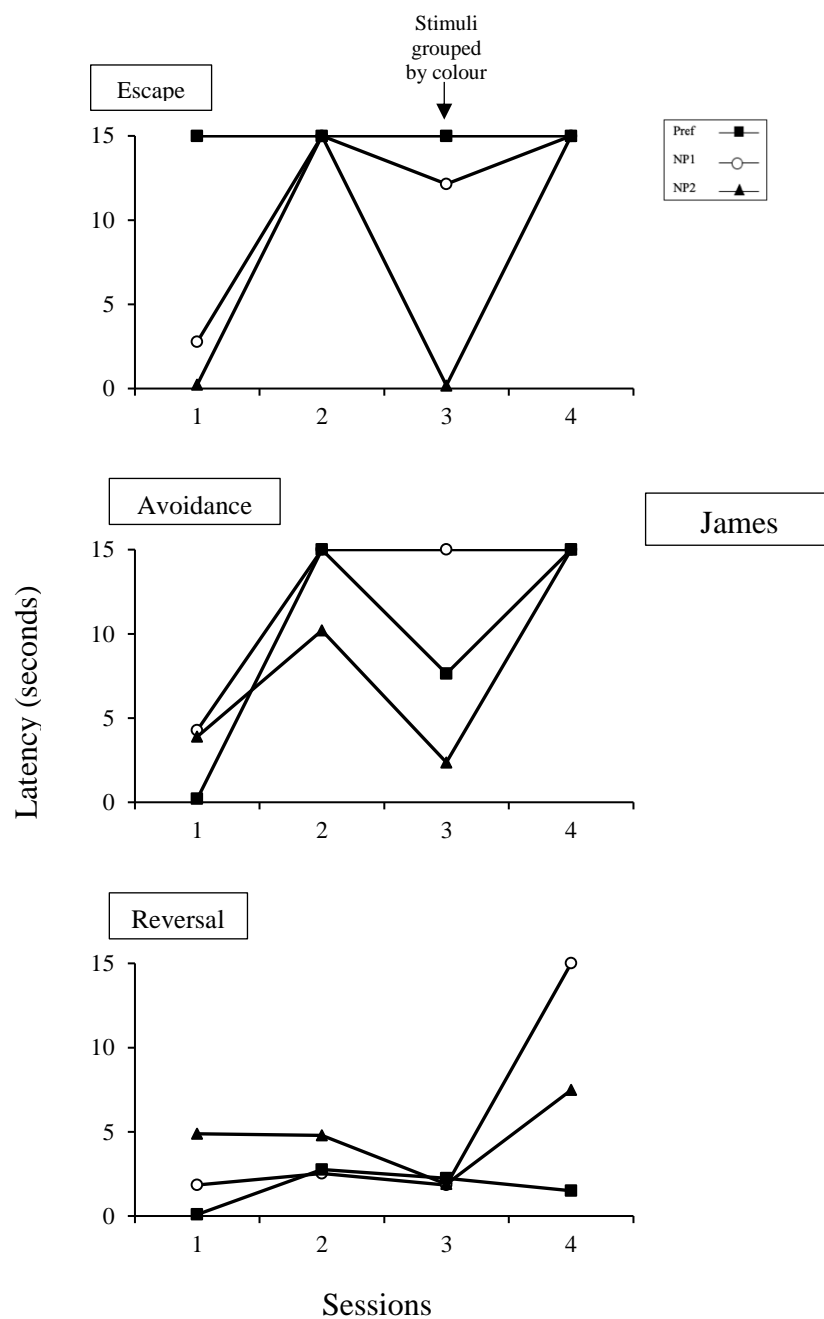 Stimuli
grouped
by colour
Escape
15
10
5
0
1 2 3 4
Pref
NP1
NP2
Avoidance
James
15
10
5
0
1 2 3 4
Latency (seconds)
Reversal
15
10
5
0
1 2 3 4
Sessions